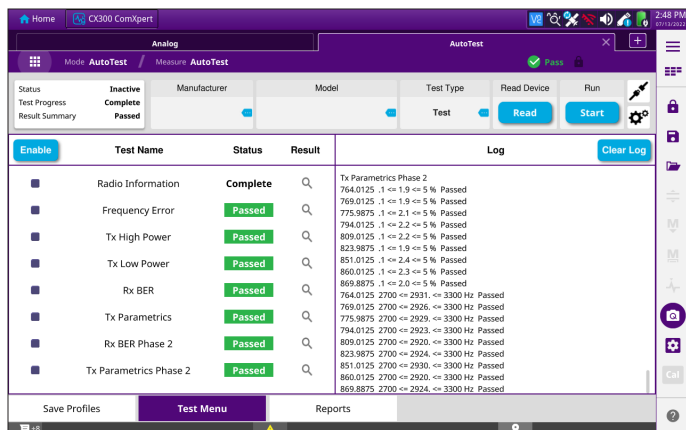 Home
CX300 ComXpert
V2
2:48 PM
07/13/2022
Analog
AutoTest
Mode AutoTest / Measure AutoTest
Pass
Status Inactive
Test Progress Complete
Result Summary Passed
Manufacturer
Model
Test Type
Test
Read Device
Read
Run
Start
Enable
Test Name
Status
Result
Log
Clear Log
Radio Information Complete
Frequency Error Passed
Tx High Power Passed
Tx Low Power Passed
Rx BER Passed
Tx Parametrics Passed
Rx BER Phase 2 Passed
Tx Parametrics Phase 2 Passed
Tx Parametrics Phase 2
764.0125 .1 <= 1.9 <= 5 % Passed
769.0125 .1 <= 1.9 <= 5 % Passed
775.9875 .1 <= 2.1 <= 5 % Passed
794.0125 .1 <= 2.2 <= 5 % Passed
809.0125 .1 <= 2.2 <= 5 % Passed
823.9875 .1 <= 1.9 <= 5 % Passed
851.0125 .1 <= 2.4 <= 5 % Passed
860.0125 .1 <= 2.3 <= 5 % Passed
869.8875 .1 <= 2.0 <= 5 % Passed
764.0125 2700 <= 2931. <= 3300 Hz Passed
769.0125 2700 <= 2926. <= 3300 Hz Passed
775.9875 2700 <= 2929. <= 3300 Hz Passed
794.0125 2700 <= 2923. <= 3300 Hz Passed
809.0125 2700 <= 2920. <= 3300 Hz Passed
823.9875 2700 <= 2924. <= 3300 Hz Passed
851.0125 2700 <= 2930. <= 3300 Hz Passed
860.0125 2700 <= 2920. <= 3300 Hz Passed
869.8875 2700 <= 2924. <= 3300 Hz Passed
M
M
Cal
Save Profiles
Test Menu
Reports
+8